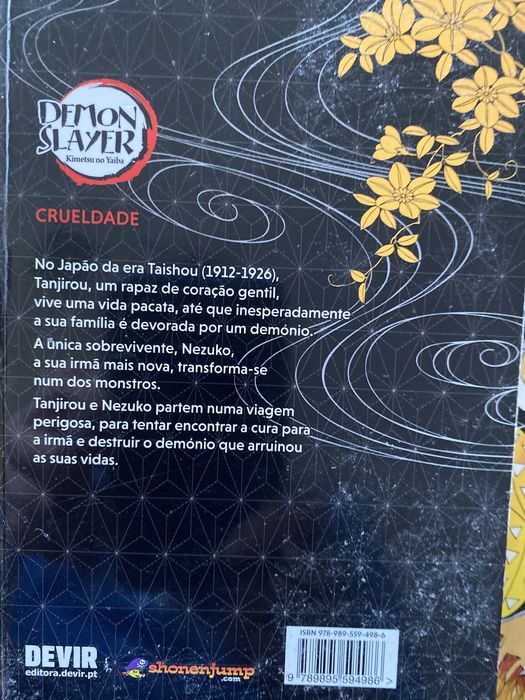 DEMON
SLAYER
Kimetsu no Yaiba
CRUELDADE
No Japão da era Taishou (1912-1926),
Tanjirou, um rapaz de coração gentil,
vive uma vida pacata, até que inesperadamente
a sua família é devorada por um demónio.
A única sobrevivente, Nezuko,
a sua irmã mais nova, transforma-se
num dos monstros.
Tanjirou e Nezuko partem numa viagem
perigosa, para tentar encontrar a cura para
a irmã e destruir o demónio que arruinou
as suas vidas.
ISBN 978-989-559-498-6
9 789895 594986 >
DEVIR
editora.devir.pt
shonenjump
.com